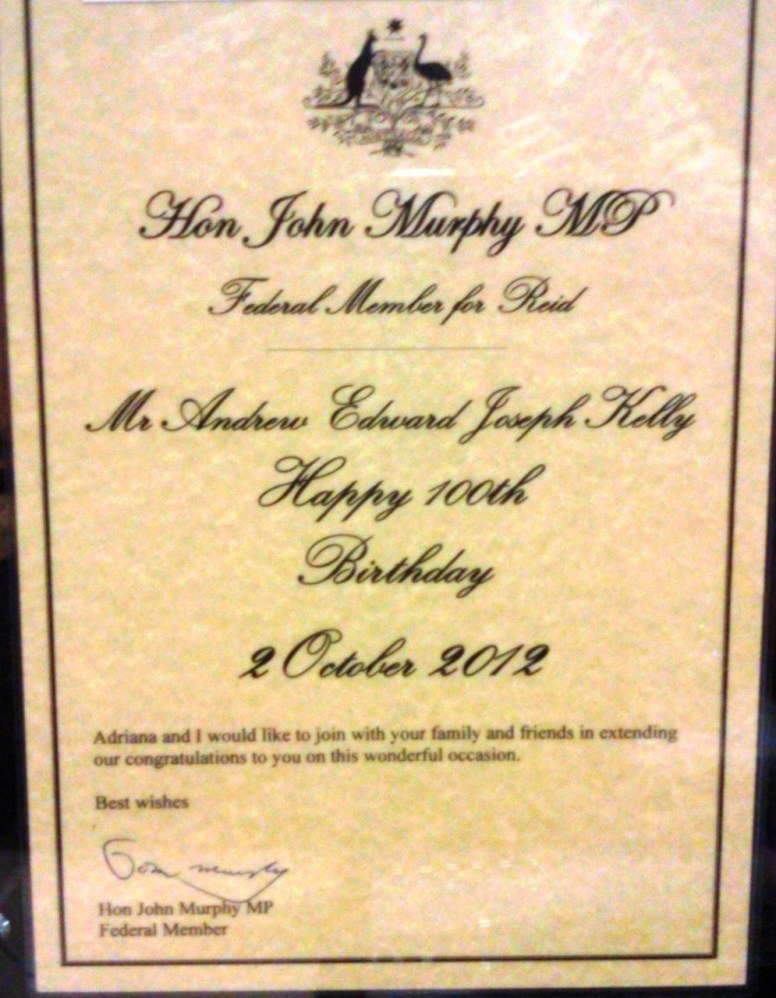 Hon John Murphy MP
Federal Member for Reid
Mr Andrew Edward Joseph Kelly
Happy 100th
Birthday
2 October 2012
Adriana and I would like to join with your family and friends in extending
our congratulations to you on this wonderful occasion.
Best wishes
John Murphy
Hon John Murphy MP
Federal Member